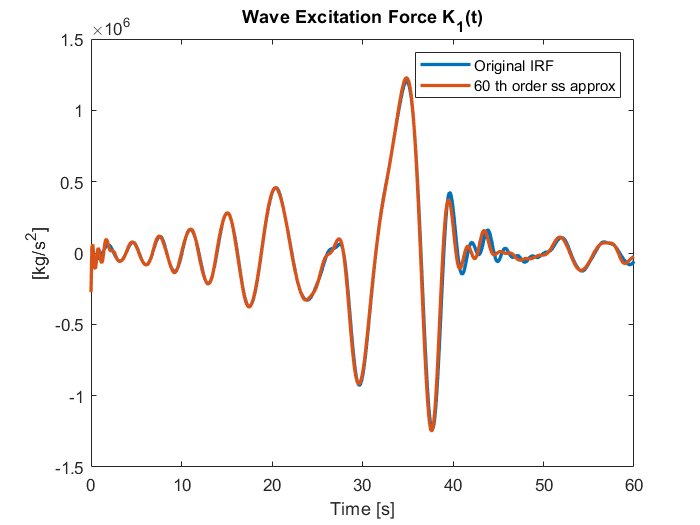 Wave Excitation Force K_1(t)
×10^6
Original IRF
60 th order ss approx
1.5
1
0.5
0
-0.5
-1
-1.5
[kg/s^2]
0 10 20 30 40 50 60
Time [s]